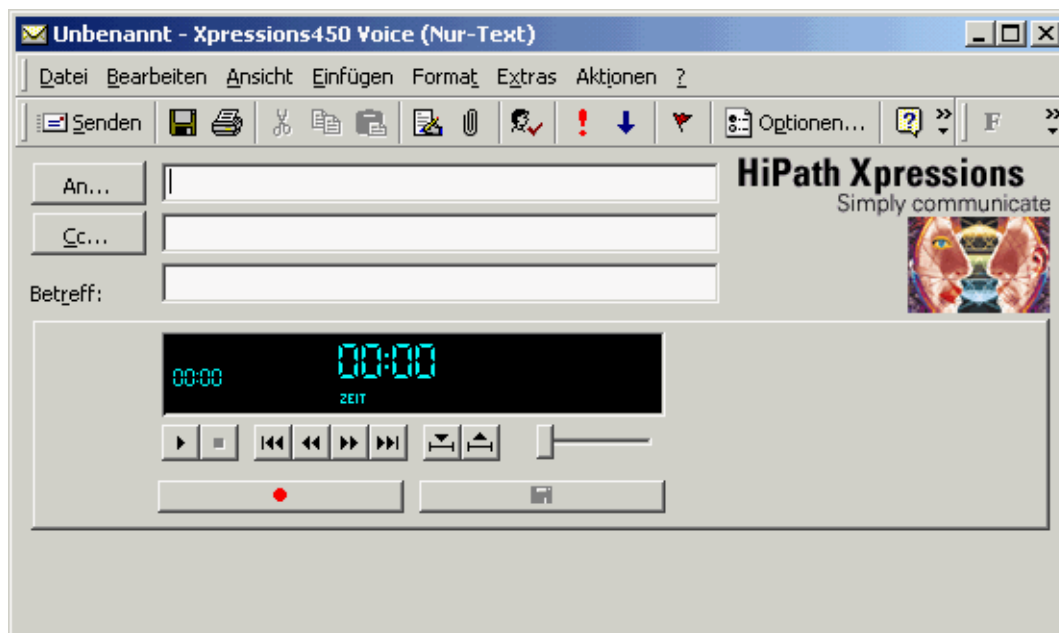 Unbenannt - Xpressions450 Voice (Nur-Text)
Datei Bearbeiten Ansicht Einfügen Format Extras Aktionen ?
Senden Optionen... F
An...
HiPath Xpressions
Simply communicate
Cc...
Betreff:
00:00 00:00
ZEIT